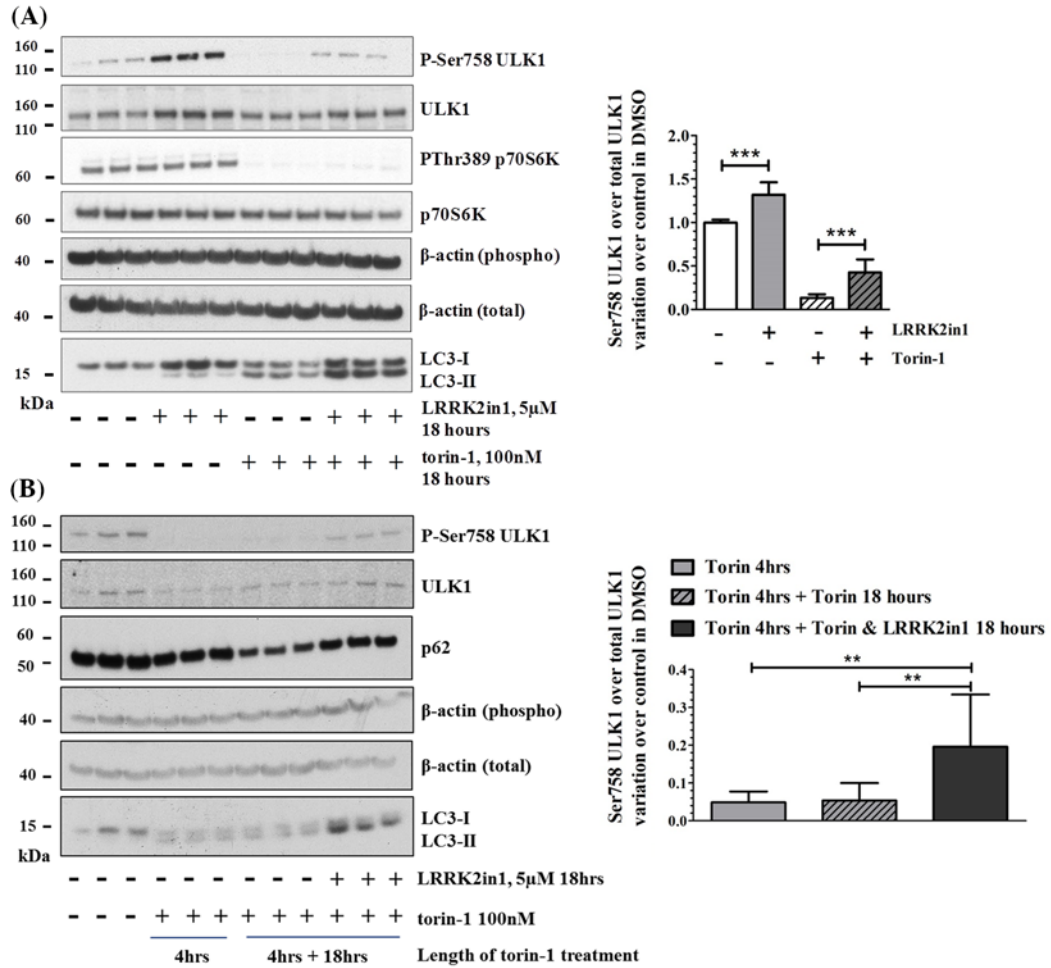 (A)
160
110
P-Ser758 ULK1
160
110
ULK1
60
PThr389 p70S6K
60
p70S6K
40
β-actin (phospho)
40
β-actin (total)
15
LC3-I
LC3-II
kDa
- - - + + + - - - + + + LRRK2in1, 5µM
18 hours
- - - - - - + + + + + + torin-1, 100nM
18 hours
Ser758 ULK1 over total ULK1
variation over control in DMSO
2.0
1.5
1.0
0.5
0.0
*** ***
- + - + LRRK2in1
- - + + Torin-1
(B)
160
110
P-Ser758 ULK1
160
110
ULK1
60
50
p62
40
β-actin (phospho)
40
β-actin (total)
15
LC3-I
LC3-II
kDa
- - - - - - - - - + + + LRRK2in1, 5µM 18hrs
- - - + + + + + + + + + torin-1 100nM
4hrs 4hrs + 18hrs Length of torin-1 treatment
Torin 4hrs
Torin 4hrs + Torin 18 hours
Torin 4hrs + Torin & LRRK2in1 18 hours
Ser758 ULK1 over total ULK1
variation over control in DMSO
0.4
0.3
0.2
0.1
0.0
**
**